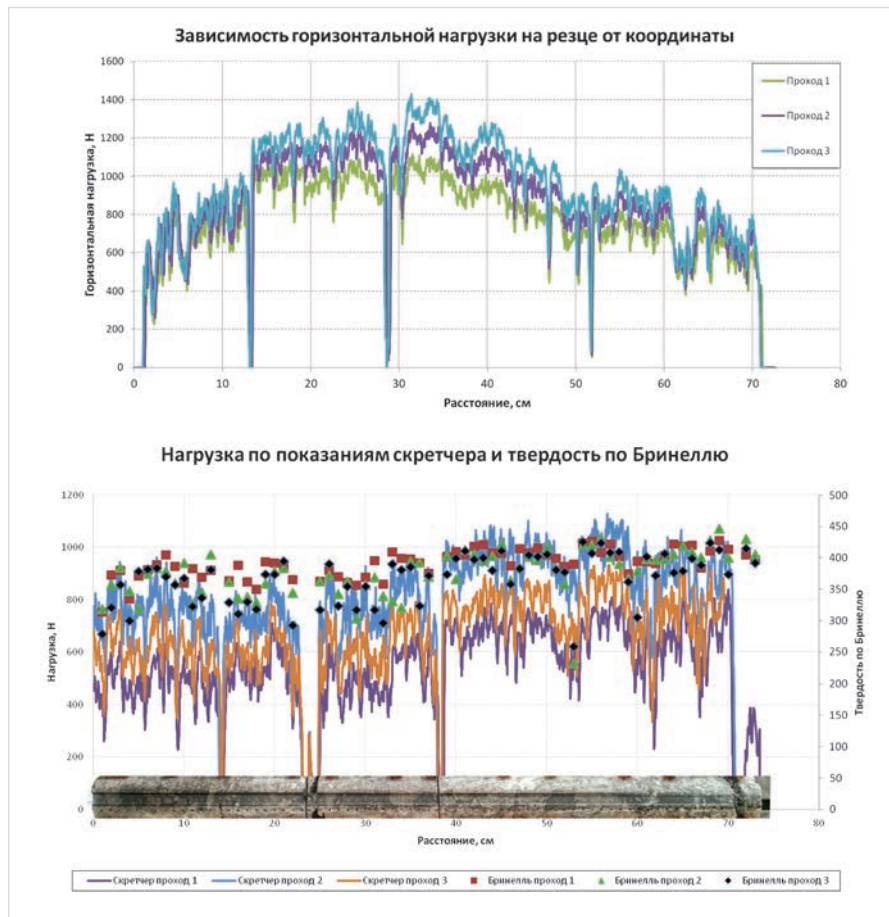 Зависимость горизонтальной нагрузки на резце от координаты
1600
1400
1200
1000
800
600
400
200
0
Горизонтальная нагрузка, Н
Проход 1
Проход 2
Проход 3
0 10 20 30 40 50 60 70 80
Расстояние, см
Нагрузка по показаниям скретчера и твердость по Бринеллю
1200
1000
800
600
400
200
0
Нагрузка, Н
500
450
400
350
300
250
200
150
100
50
0
Твердость по Бринеллю
0 10 20 30 40 50 60 70 80
Расстояние, см
Скретчер проход 1 Скретчер проход 2 Скретчер проход 3 Бринелль проход 1 Бринелль проход 2 Бринелль проход 3